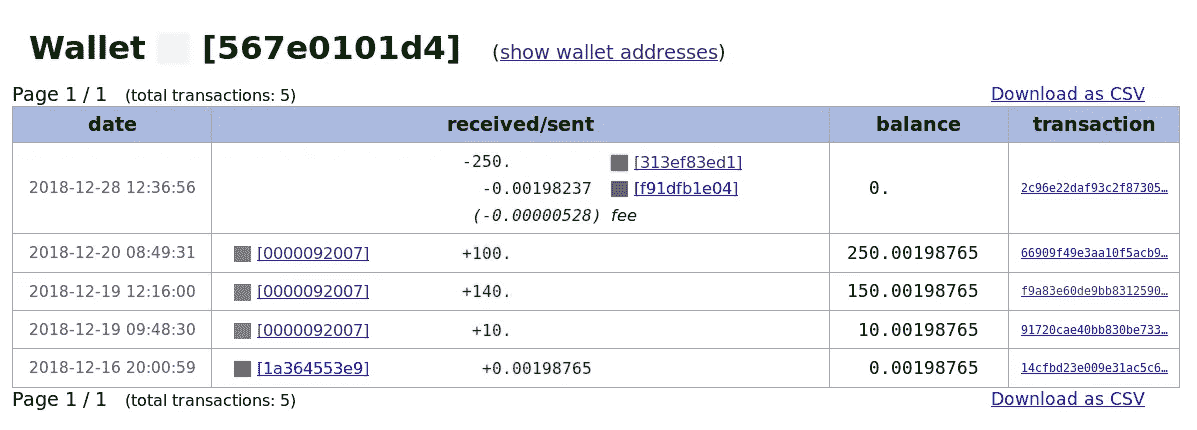 Wallet [567e0101d4] (show wallet addresses)
Page 1 / 1 (total transactions: 5) Download as CSV
date received/sent balance transaction
2018-12-28 12:36:56 -250. [313ef83ed1] 0. 2c96e22daf93c2f87305…
-0.00198237 [f91dfb1e04]
(-0.00000528) fee
2018-12-20 08:49:31 [0000092007] +100. 250.00198765 66909f49e3aa10f5acb9…
2018-12-19 12:16:00 [0000092007] +140. 150.00198765 f9a83e60de9bb8312590…
2018-12-19 09:48:30 [0000092007] +10. 10.00198765 91720cae40bb830be733…
2018-12-16 20:00:59 [1a364553e9] +0.00198765 0.00198765 14cfbd23e009e31ac5c6…
Page 1 / 1 (total transactions: 5) Download as CSV